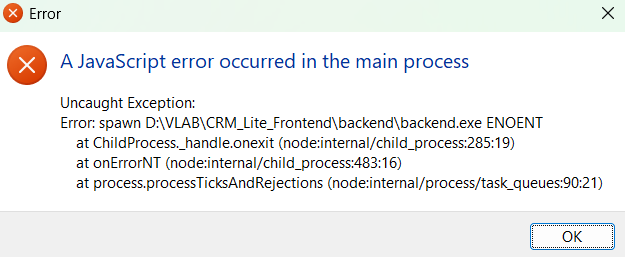 Error
A JavaScript error occurred in the main process
Uncaught Exception:
Error: spawn D:\VLAB\CRM_Lite_Frontend\backend\backend.exe ENOENT
at ChildProcess._handle.onexit (node:internal/child_process:285:19)
at onErrorNT (node:internal/child_process:483:16)
at process.processTicksAndRejections (node:internal/process/task_queues:90:21)
OK